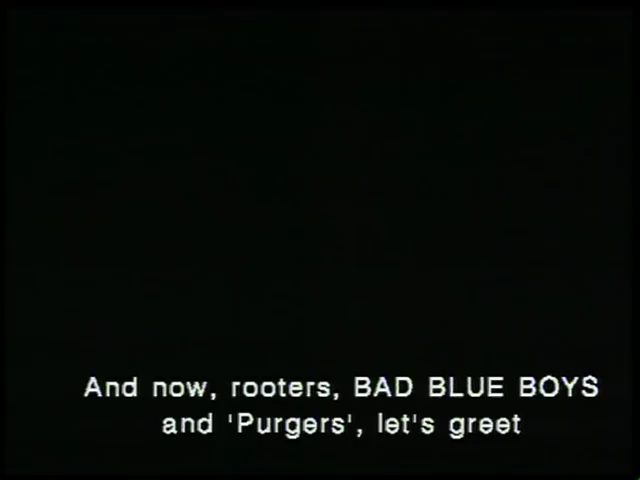 And now, rooters, BAD BLUE BOYS
and 'Purgers', let's greet